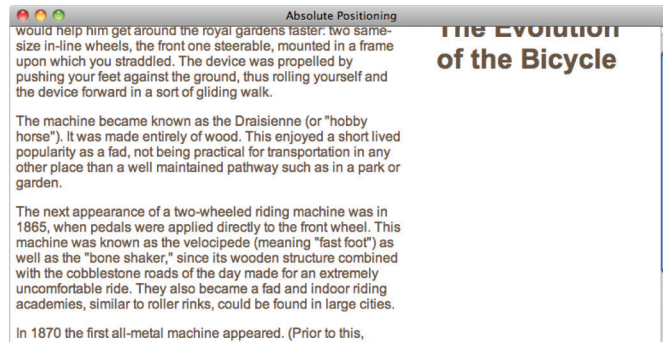 Absolute Positioning
would help him get around the royal gardens faster: two same-
size in-line wheels, the front one steerable, mounted in a frame
upon which you straddled. The device was propelled by
pushing your feet against the ground, thus rolling yourself and
the device forward in a sort of gliding walk.
The machine became known as the Draisienne (or "hobby
horse"). It was made entirely of wood. This enjoyed a short lived
popularity as a fad, not being practical for transportation in any
other place than a well maintained pathway such as in a park or
garden.
The next appearance of a two-wheeled riding machine was in
1865, when pedals were applied directly to the front wheel. This
machine was known as the velocipede (meaning "fast foot") as
well as the "bone shaker," since its wooden structure combined
with the cobblestone roads of the day made for an extremely
uncomfortable ride. They also became a fad and indoor riding
academies, similar to roller rinks, could be found in large cities.
In 1870 the first all-metal machine appeared. (Prior to this,
The Evolution
of the Bicycle